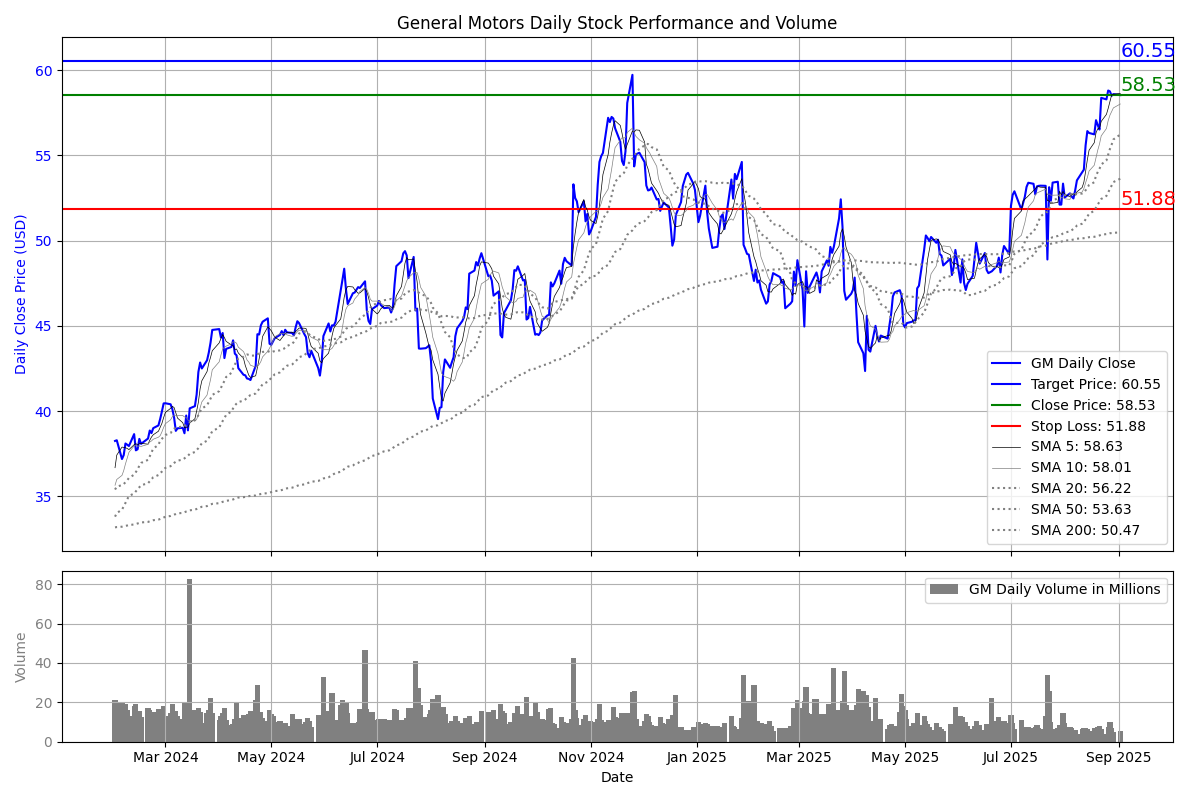 General Motors Daily Stock Performance and Volume
60.55
58.53
51.88
60
55
50
45
40
35
Daily Close Price (USD)
GM Daily Close
Target Price: 60.55
Close Price: 58.53
Stop Loss: 51.88
SMA 5: 58.63
SMA 10: 58.01
SMA 20: 56.22
SMA 50: 53.63
SMA 200: 50.47
80
60
40
20
0
Volume
GM Daily Volume in Millions
Mar 2024 May 2024 Jul 2024 Sep 2024 Nov 2024 Jan 2025 Mar 2025 May 2025 Jul 2025 Sep 2025
Date